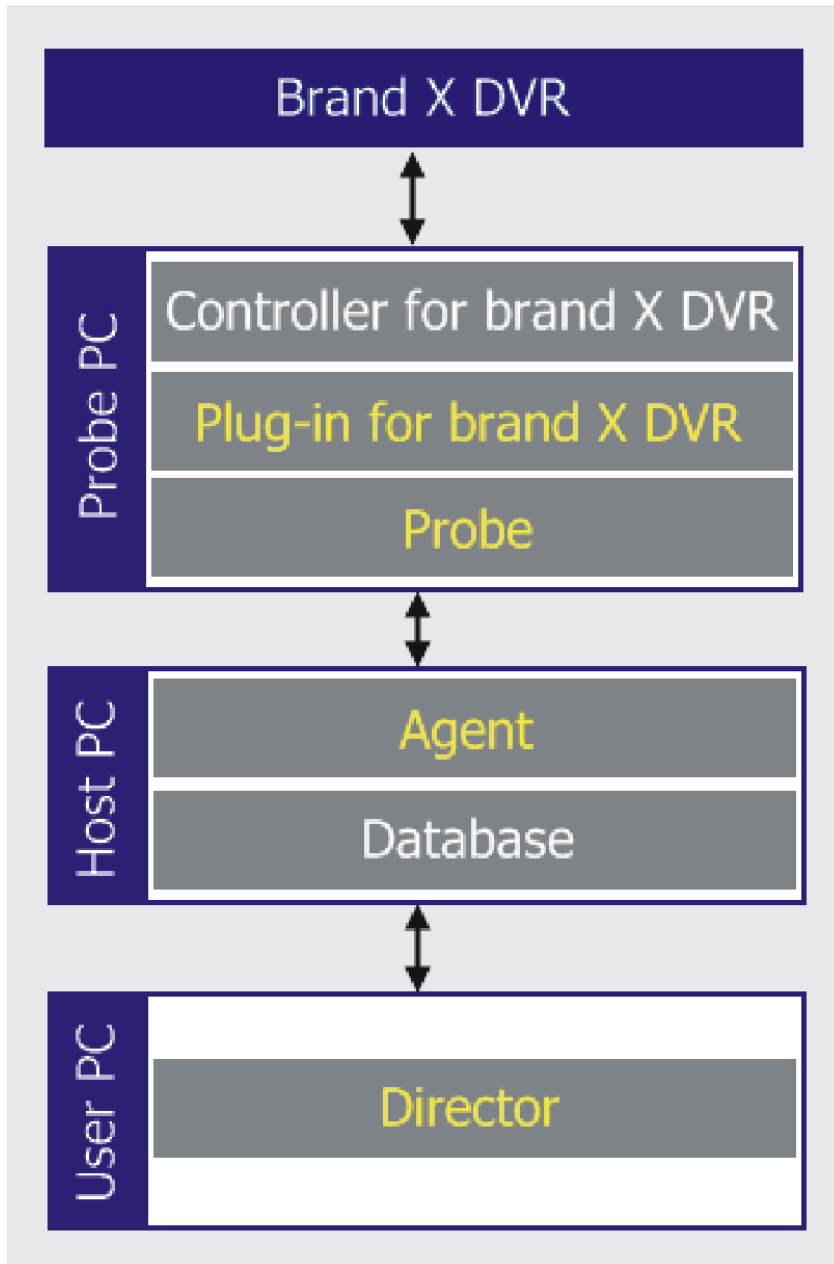 Brand X DVR
Probe PC
Controller for brand X DVR
Plug-in for brand X DVR
Probe
Host PC
Agent
Database
User PC
Director